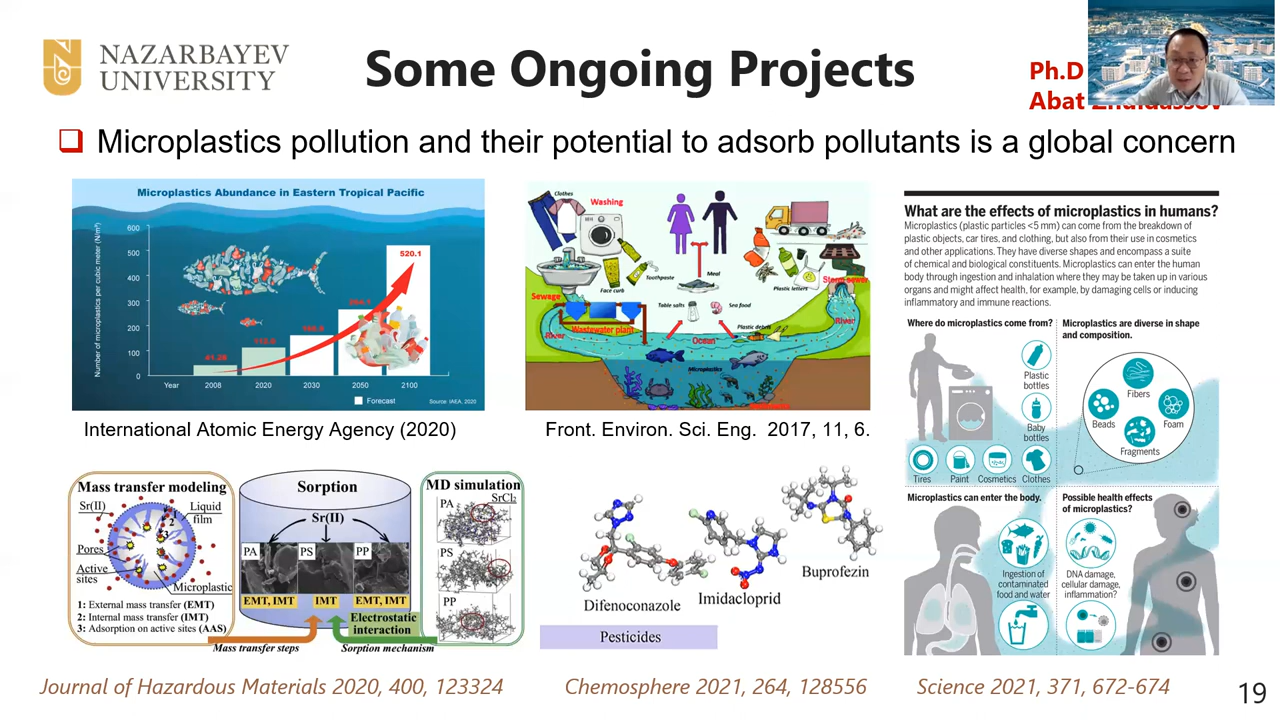 NAZARBAYEV
UNIVERSITY
Some Ongoing Projects
Ph.D
Abat
Microplastics pollution and their potential to adsorb pollutants is a global concern
Microplastics Abundance in Eastern Tropical Pacific
Number of microplastics per cubic meter (N/m³)
600
500
400
300
200
100
0
520.1
Year
2008
2020
2030
2050
2100
Forecast
Source: IAEA, 2020
International Atomic Energy Agency (2020)
Clothes
Washing
Toothpaste
Face curb
Meal
Plastic letters
Sewage
Storm sewer
Table salts
Sea food
River
Wastewater plant
Plastic debris
River
Ocean
Microplastics
Front. Environ. Sci. Eng. 2017, 11, 6.
What are the effects of microplastics in humans?
Microplastics (plastic particles <5 mm) can come from the breakdown of
plastic objects, car tires, and clothing, but also from their use in cosmetics
and other applications. They have diverse shapes and encompass a suite
of chemical and biological constituents. Microplastics can enter the human
body through ingestion and inhalation where they may be taken up in various
organs and might affect health, for example, by damaging cells or inducing
inflammatory and immune reactions.
Where do microplastics come from?
Plastic
bottles
Baby
bottles
Tires
Paint
Cosmetics
Clothes
Microplastics are diverse in shape
and composition.
Fibers
Beads
Foam
Fragments
Microplastics can enter the body.
Ingestion of
contaminated
food and water
Possible health effects
of microplastics?
DNA damage,
cellular damage,
inflammation?
Mass transfer modeling
Sr(II)
Liquid
film
1
2
Pores
Active
sites
Microplastic
1: External mass transfer (EMT)
2: Internal mass transfer (IMT)
3: Adsorption on active sites (AAS)
Sorption
Sr(II)
PA
PS
PP
EMT, IMT
IMT
EMT, IMT
Electrostatic
interaction
Mass transfer steps
Sorption mechanism
MD simulation
SrCl₂
PA
PS
PP
Difenoconazole
Imidacloprid
Buprofezin
Pesticides
Journal of Hazardous Materials 2020, 400, 123324
Chemosphere 2021, 264, 128556
Science 2021, 371, 672-674
19